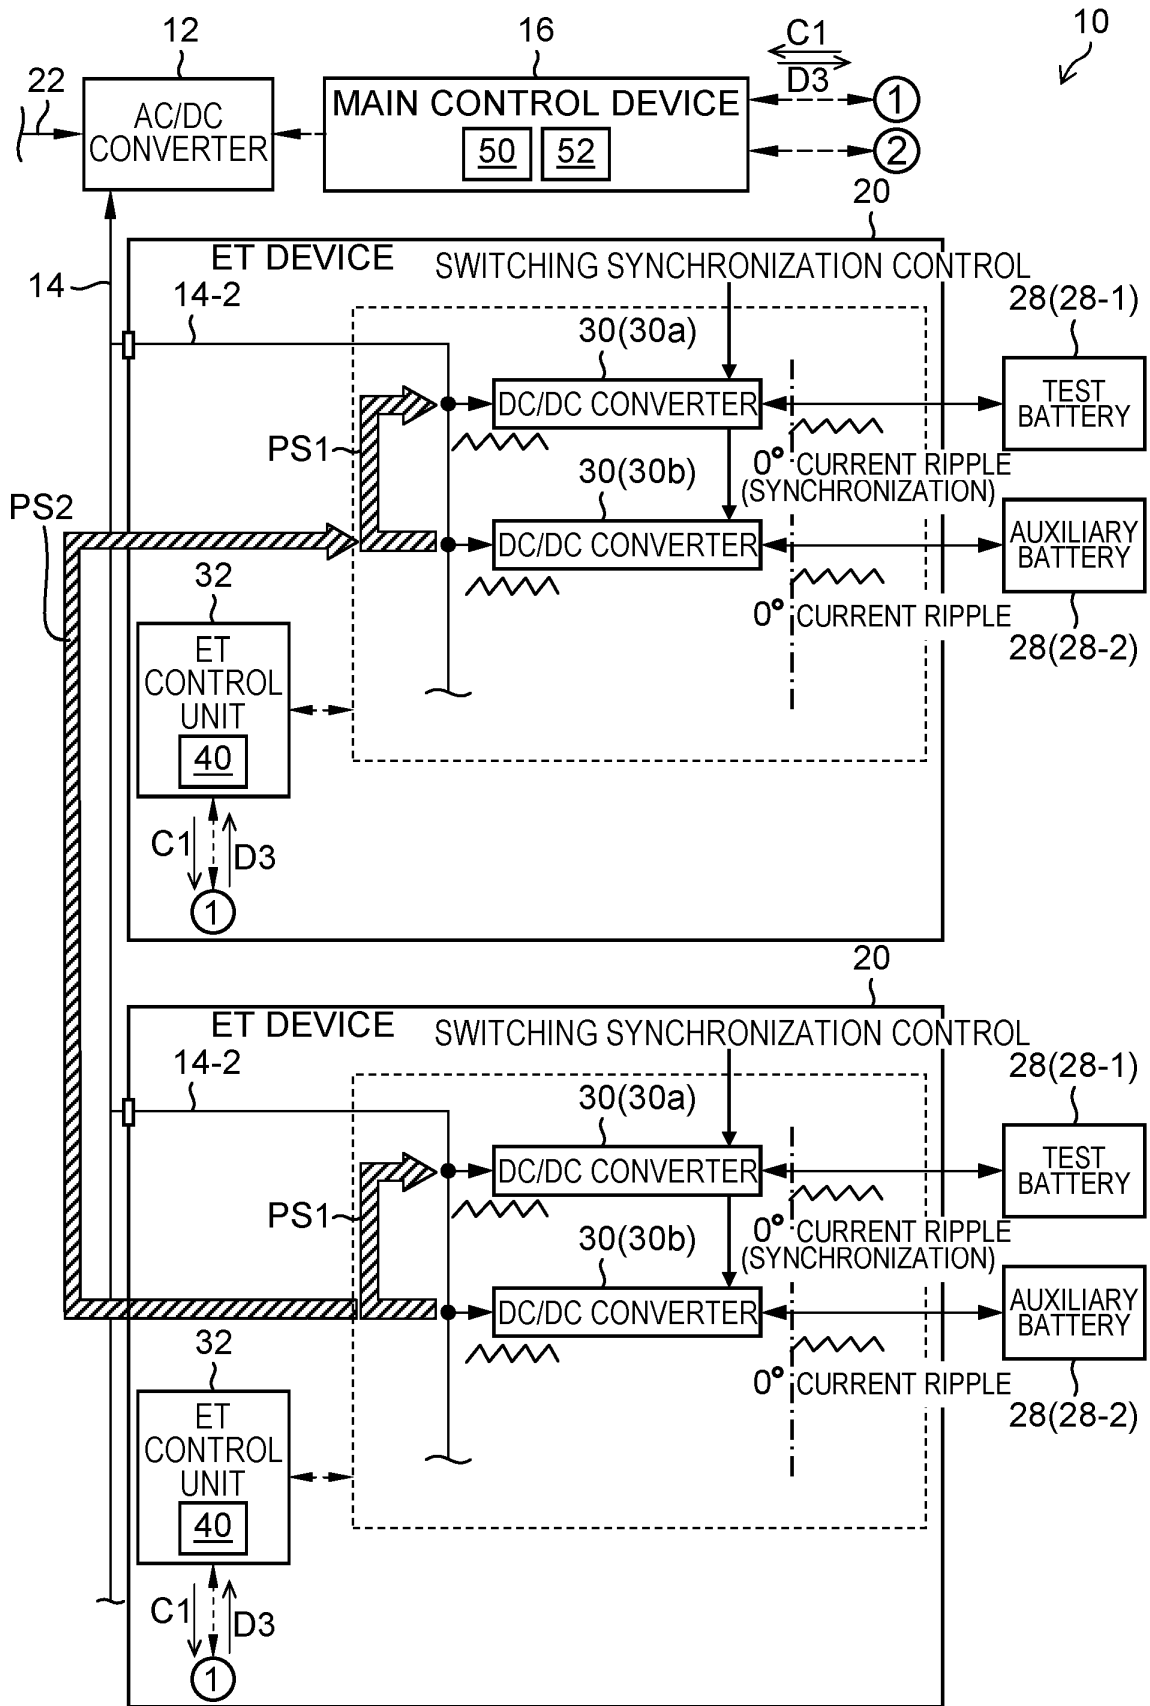 10
12
16
C1
D3
22
AC/DC
CONVERTER
MAIN CONTROL DEVICE
50
52
1
2
20
14
ET DEVICE
SWITCHING SYNCHRONIZATION CONTROL
14-2
30(30a)
28(28-1)
DC/DC CONVERTER
TEST
BATTERY
PS1
0° CURRENT RIPPLE
(SYNCHRONIZATION)
30(30b)
PS2
DC/DC CONVERTER
AUXILIARY
BATTERY
0° CURRENT RIPPLE
28(28-2)
32
ET
CONTROL
UNIT
40
C1
D3
1
20
ET DEVICE
SWITCHING SYNCHRONIZATION CONTROL
14-2
30(30a)
28(28-1)
DC/DC CONVERTER
TEST
BATTERY
PS1
0° CURRENT RIPPLE
(SYNCHRONIZATION)
30(30b)
DC/DC CONVERTER
AUXILIARY
BATTERY
0° CURRENT RIPPLE
28(28-2)
32
ET
CONTROL
UNIT
40
C1
D3
1